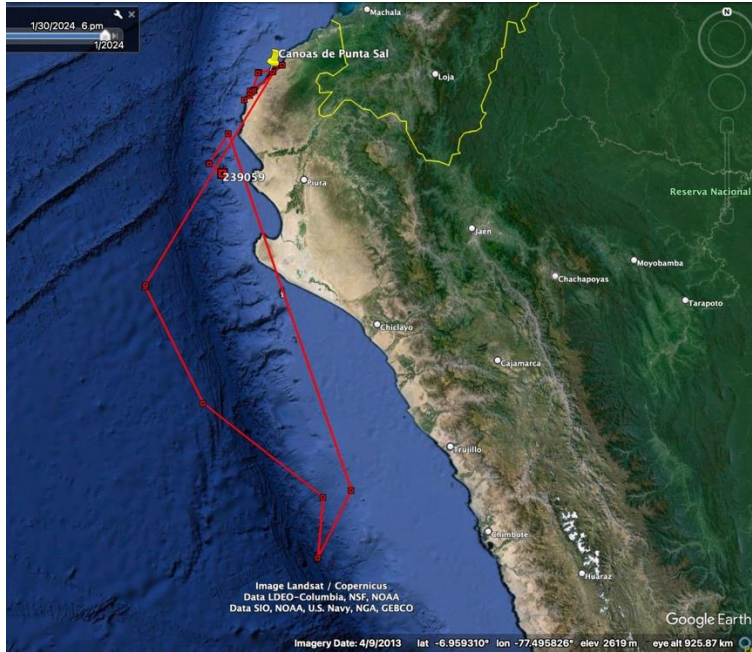 1/30/2024   6 pm
1/2024
N
Machala
Canoas de Punta Sal
Loja
239059
Piura
Reserva Nacional
Jaén
Moyobamba
Chachapoyas
Tarapoto
Chiclayo
Cajamarca
Trujillo
Chimbote
Huaraz
Image Landsat / Copernicus
Data LDEO-Columbia, NSF, NOAA
Data SIO, NOAA, U.S. Navy, NGA, GEBCO
Google Earth
Imagery Date: 4/9/2013   lat  -6.959310°  lon  -77.495826°  elev  2619 m   eye alt 925.87 km